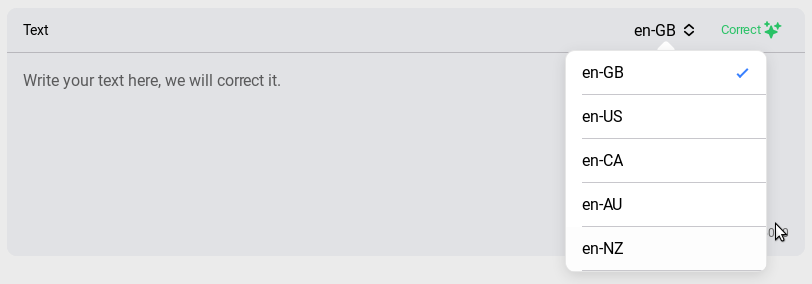 Text
en-GB
Correct
Write your text here, we will correct it.
en-GB
en-US
en-CA
en-AU
en-NZ